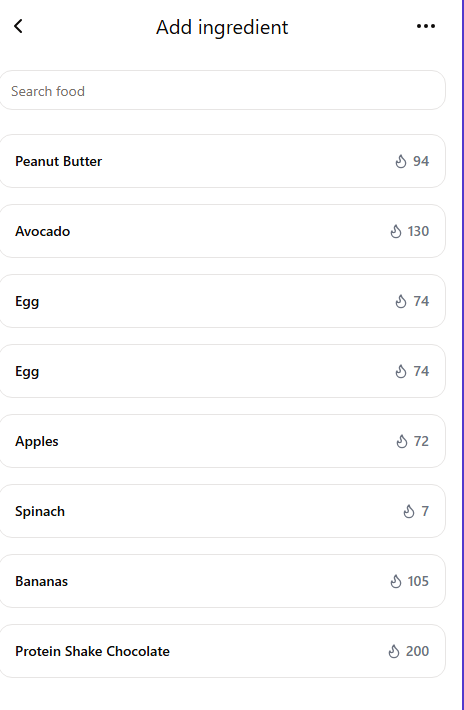 Add ingredient
Search food
Peanut Butter 94
Avocado 130
Egg 74
Egg 74
Apples 72
Spinach 7
Bananas 105
Protein Shake Chocolate 200